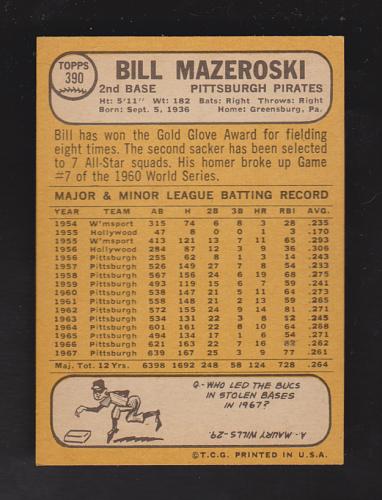 TOPPS
390
BILL MAZEROSKI
2nd BASE PITTSBURGH PIRATES
Ht: 5'11" Wt: 182 Bats: Right Throws: Right
Born: Sept. 5, 1936 Home: Greensburg, Pa.
Bill has won the Gold Glove Award for fielding
eight times. The second sacker has been selected
to 7 All-Star squads. His homer broke up Game
#7 of the 1960 World Series.
MAJOR & MINOR LEAGUE BATTING RECORD
YEAR TEAM AB H 2B 3B HR RBI AVG.
1954 W'msport 315 74 6 3 3 28 .235
1955 Hollywood 47 8 0 0 1 3 .170
1955 W'msport 413 121 13 7 11 65 .293
1956 Hollywood 284 87 12 3 9 36 .306
1956 Pittsburgh 255 62 8 1 3 14 .243
1957 Pittsburgh 526 149 27 7 8 54 .283
1958 Pittsburgh 567 156 24 6 19 68 .275
1959 Pittsburgh 493 119 15 6 7 59 .241
1960 Pittsburgh 538 147 21 5 11 64 .273
1961 Pittsburgh 558 148 21 2 13 59 .265
1962 Pittsburgh 572 155 24 9 14 81 .271
1963 Pittsburgh 534 131 22 3 8 52 .245
1964 Pittsburgh 601 161 22 8 10 64 .268
1965 Pittsburgh 494 134 17 1 6 54 .271
1966 Pittsburgh 621 163 22 7 16 82 .262
1967 Pittsburgh 639 167 25 3 9 77 .261
Maj. Tot. 12 Yrs. 6398 1692 248 58 124 728 .264
Q-WHO LED THE BUCS
IN STOLEN BASES
IN 1967?
A-MAURY WILLS-29.
©T.C.G. PRINTED IN U.S.A.